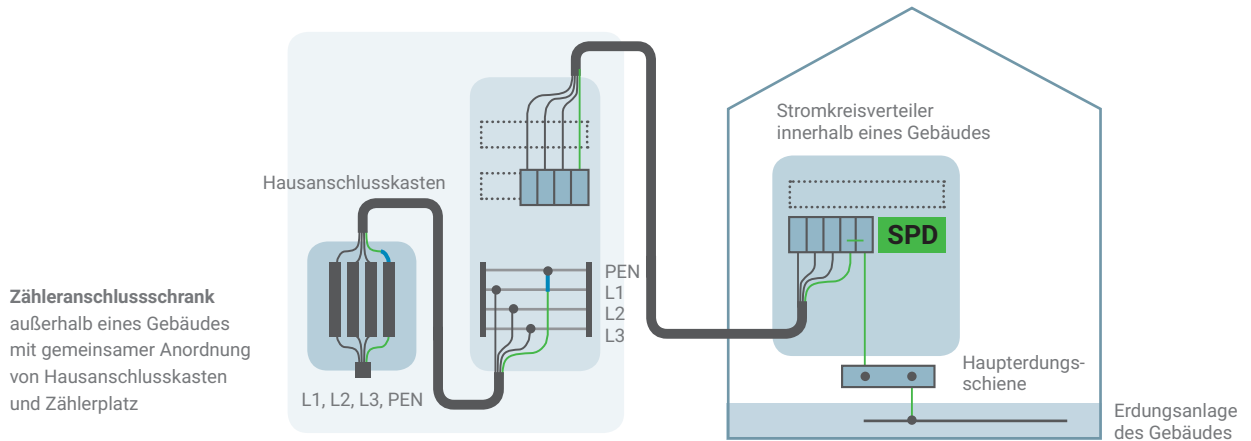 Stromkreisverteiler
innerhalb eines Gebäudes
Hausanschlusskasten
SPD
PEN
L1
L2
L3
Zähleranschlussschrank
außerhalb eines Gebäudes
mit gemeinsamer Anordnung
von Hausanschlusskasten
und Zählerplatz
L1, L2, L3, PEN
Haupterdungs-
schiene
Erdungsanlage
des Gebäudes